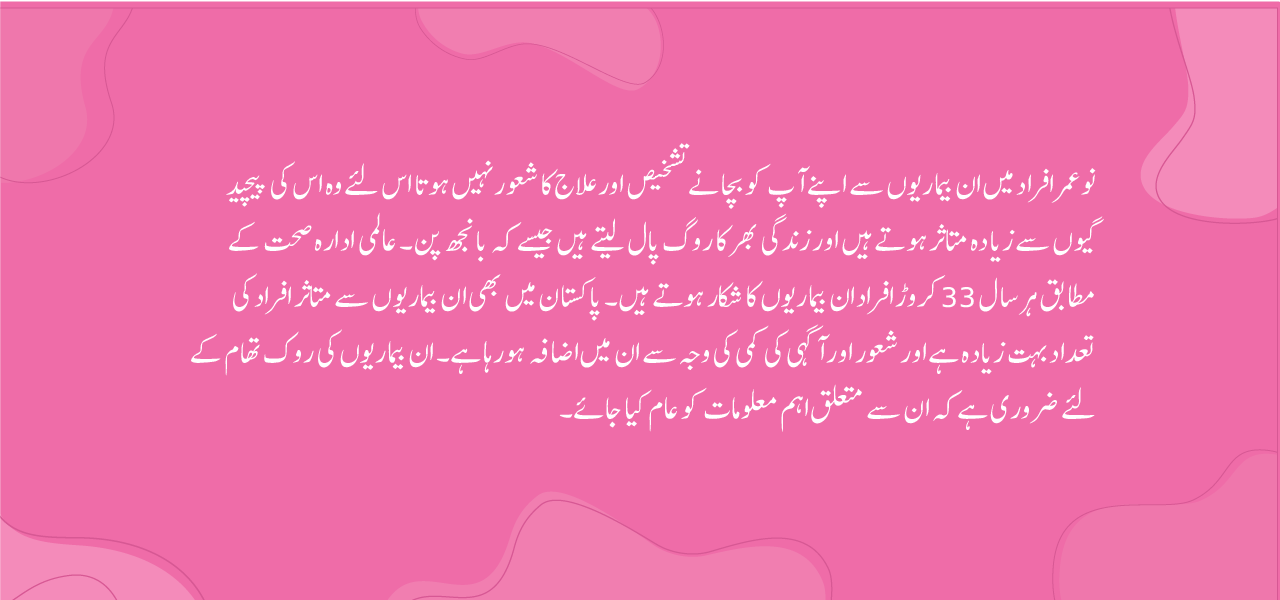 نوعمر افراد میں ان بیماریوں سے اپنے آپ کو بچانے تشخیص اور علاج کا شعور نہیں ہوتا اس لئے وہ اس کی پیچید
گیوں سے زیادہ متاثر ہوتے ہیں اور زندگی بھر کا روگ پال لیتے ہیں جیسے کہ بانجھ پن۔ عالمی ادارہ صحت کے
مطابق ہر سال 33 کروڑ افراد ان بیماریوں کا شکار ہوتے ہیں۔ پاکستان میں بھی ان بیماریوں سے متاثر افراد کی
تعداد بہت زیادہ ہے اور شعور اور آگہی کی کمی کی وجہ سے ان میں اضافہ ہو رہا ہے۔ ان بیماریوں کی روک تھام کے
لئے ضروری ہے کہ ان سے متعلق اہم معلومات کو عام کیا جائے۔